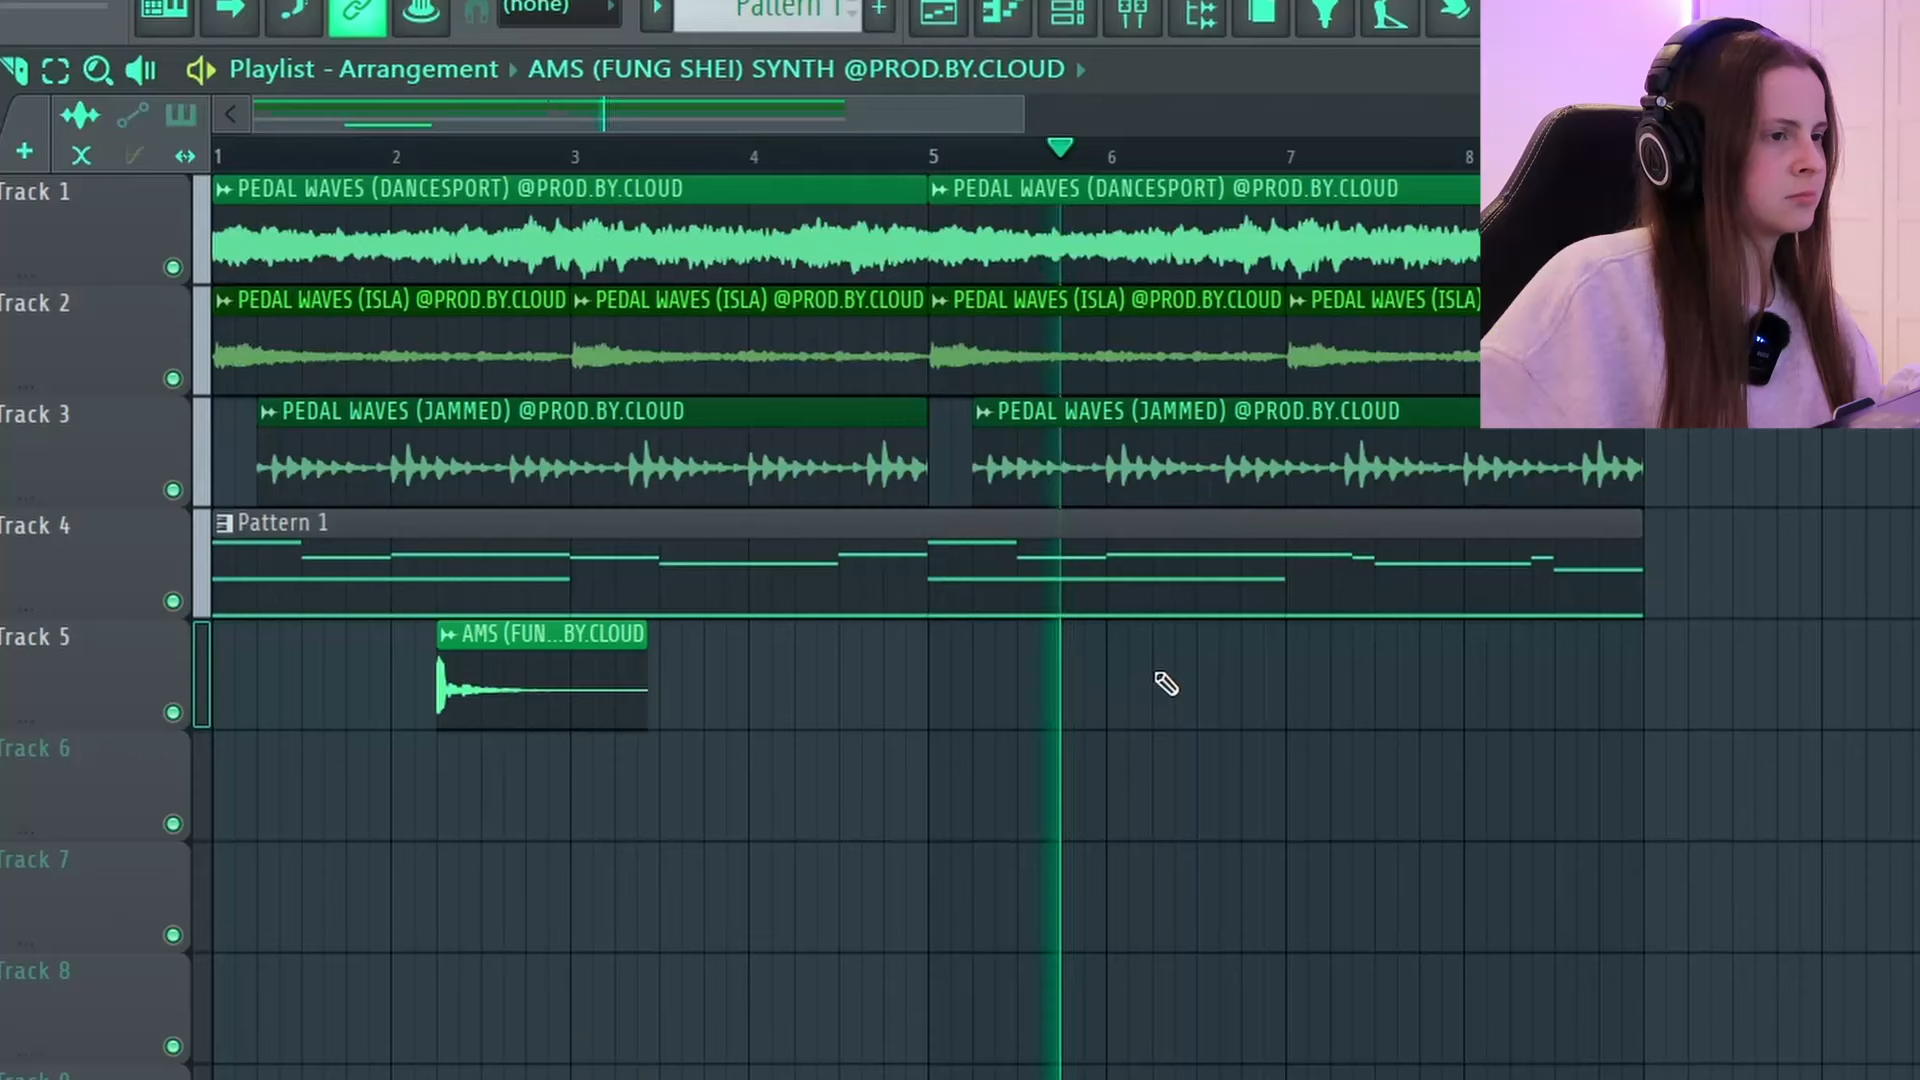 (none)
Pattern 1
+
Playlist - Arrangement AMS (FUNG SHEI) SYNTH @PROD.BY.CLOUD
1 2 3 4 5 6 7 8
Track 1
PEDAL WAVES (DANCESPORT) @PROD.BY.CLOUD PEDAL WAVES (DANCESPORT) @PROD.BY.CLOUD
Track 2
PEDAL WAVES (ISLA) @PROD.BY.CLOUD PEDAL WAVES (ISLA) @PROD.BY.CLOUD PEDAL WAVES (ISLA) @PROD.BY.CLOUD PEDAL WAVES (ISLA)
Track 3
PEDAL WAVES (JAMMED) @PROD.BY.CLOUD PEDAL WAVES (JAMMED) @PROD.BY.CLOUD
Track 4
Pattern 1
Track 5
AMS (FUN...BY.CLOUD
Track 6
Track 7
Track 8